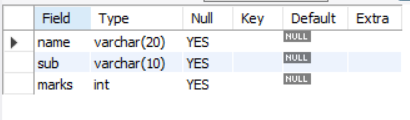 Field Type Null Key Default Extra
name varchar(20) YES NULL
sub varchar(10) YES NULL
marks int YES NULL